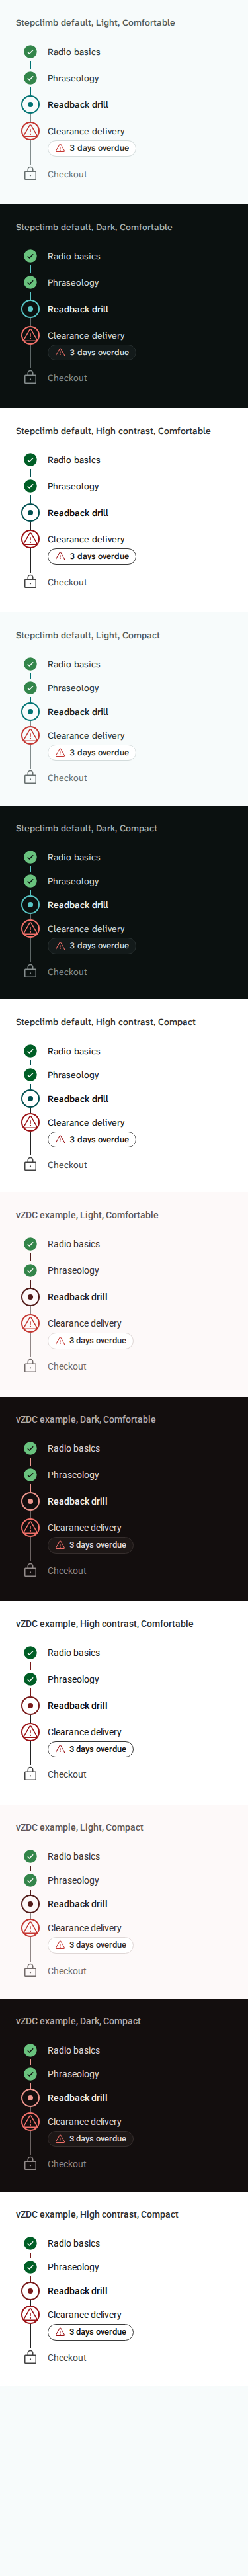 Stepclimb default, Light, Comfortable
Radio basics
Phraseology
Readback drill
Clearance delivery
3 days overdue
Checkout
Stepclimb default, Dark, Comfortable
Radio basics
Phraseology
Readback drill
Clearance delivery
3 days overdue
Checkout
Stepclimb default, High contrast, Comfortable
Radio basics
Phraseology
Readback drill
Clearance delivery
3 days overdue
Checkout
Stepclimb default, Light, Compact
Radio basics
Phraseology
Readback drill
Clearance delivery
3 days overdue
Checkout
Stepclimb default, Dark, Compact
Radio basics
Phraseology
Readback drill
Clearance delivery
3 days overdue
Checkout
Stepclimb default, High contrast, Compact
Radio basics
Phraseology
Readback drill
Clearance delivery
3 days overdue
Checkout
vZDC example, Light, Comfortable
Radio basics
Phraseology
Readback drill
Clearance delivery
3 days overdue
Checkout
vZDC example, Dark, Comfortable
Radio basics
Phraseology
Readback drill
Clearance delivery
3 days overdue
Checkout
vZDC example, High contrast, Comfortable
Radio basics
Phraseology
Readback drill
Clearance delivery
3 days overdue
Checkout
vZDC example, Light, Compact
Radio basics
Phraseology
Readback drill
Clearance delivery
3 days overdue
Checkout
vZDC example, Dark, Compact
Radio basics
Phraseology
Readback drill
Clearance delivery
3 days overdue
Checkout
vZDC example, High contrast, Compact
Radio basics
Phraseology
Readback drill
Clearance delivery
3 days overdue
Checkout